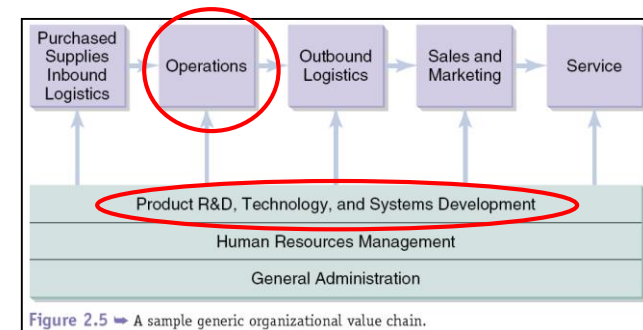 Purchased
Supplies
Inbound
Logistics
Operations
Outbound
Logistics
Sales and
Marketing
Service
Product R&D, Technology, and Systems Development
Human Resources Management
General Administration
Figure 2.5 ➥ A sample generic organizational value chain.